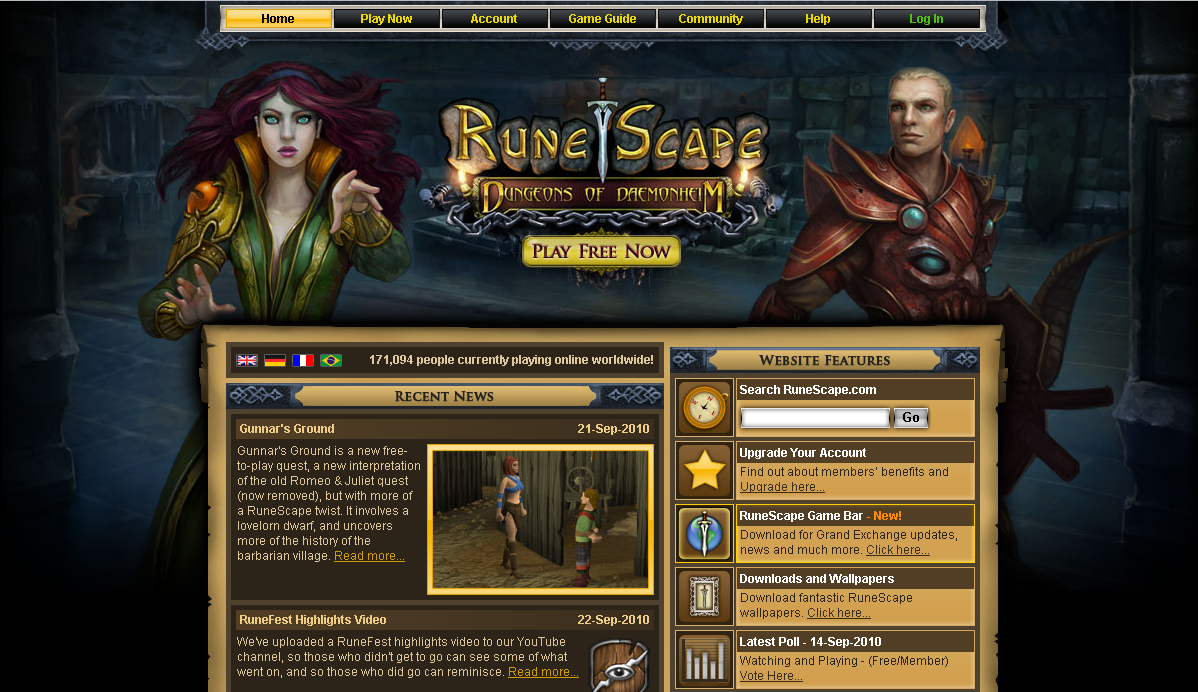 Home
Play Now
Account
Game Guide
Community
Help
Log In
RuneScape
Dungeons of Daemonheim
Play Free Now
171,094 people currently playing online worldwide!
Recent News
Gunnar's Ground 21-Sep-2010
Gunnar's Ground is a new free-
to-play quest, a new interpretation
of the old Romeo & Juliet quest
(now removed), but with more of
a RuneScape twist. It involves a
lovelorn dwarf, and uncovers
more of the history of the
barbarian village. Read more...
RuneFest Highlights Video 22-Sep-2010
We've uploaded a RuneFest highlights video to our YouTube
channel, so those who didn't get to go can see some of what
went on, and so those who did go can reminisce. Read more...
Website Features
Search RuneScape.com
Go
Upgrade Your Account
Find out about members' benefits and
Upgrade here...
RuneScape Game Bar - New!
Download for Grand Exchange updates,
news and much more. Click here...
Downloads and Wallpapers
Download fantastic RuneScape
wallpapers. Click here...
Latest Poll - 14-Sep-2010
Watching and Playing - (Free/Member)
Vote Here...